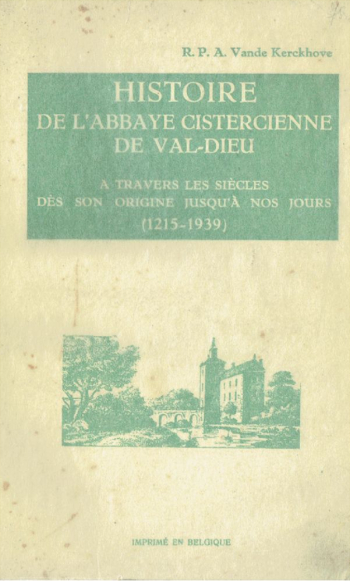 R. P. A. Vande Kerckhove
HISTOIRE
DE L'ABBAYE CISTERCIENNE
DE VAL-DIEU
A TRAVERS LES SIÈCLES
DÈS SON ORIGINE JUSQU'À NOS JOURS
(1215-1939)
IMPRIMÉ EN BELGIQUE